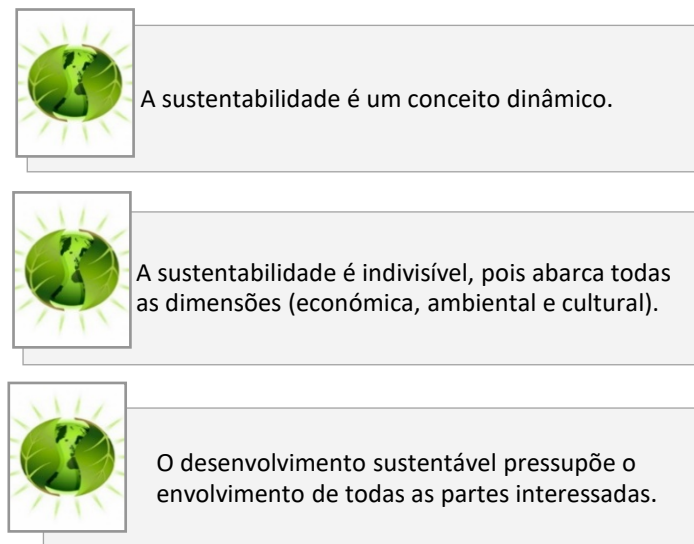 A sustentabilidade é um conceito dinâmico.
A sustentabilidade é indivisível, pois abarca todas
as dimensões (económica, ambiental e cultural).
O desenvolvimento sustentável pressupõe o
envolvimento de todas as partes interessadas.